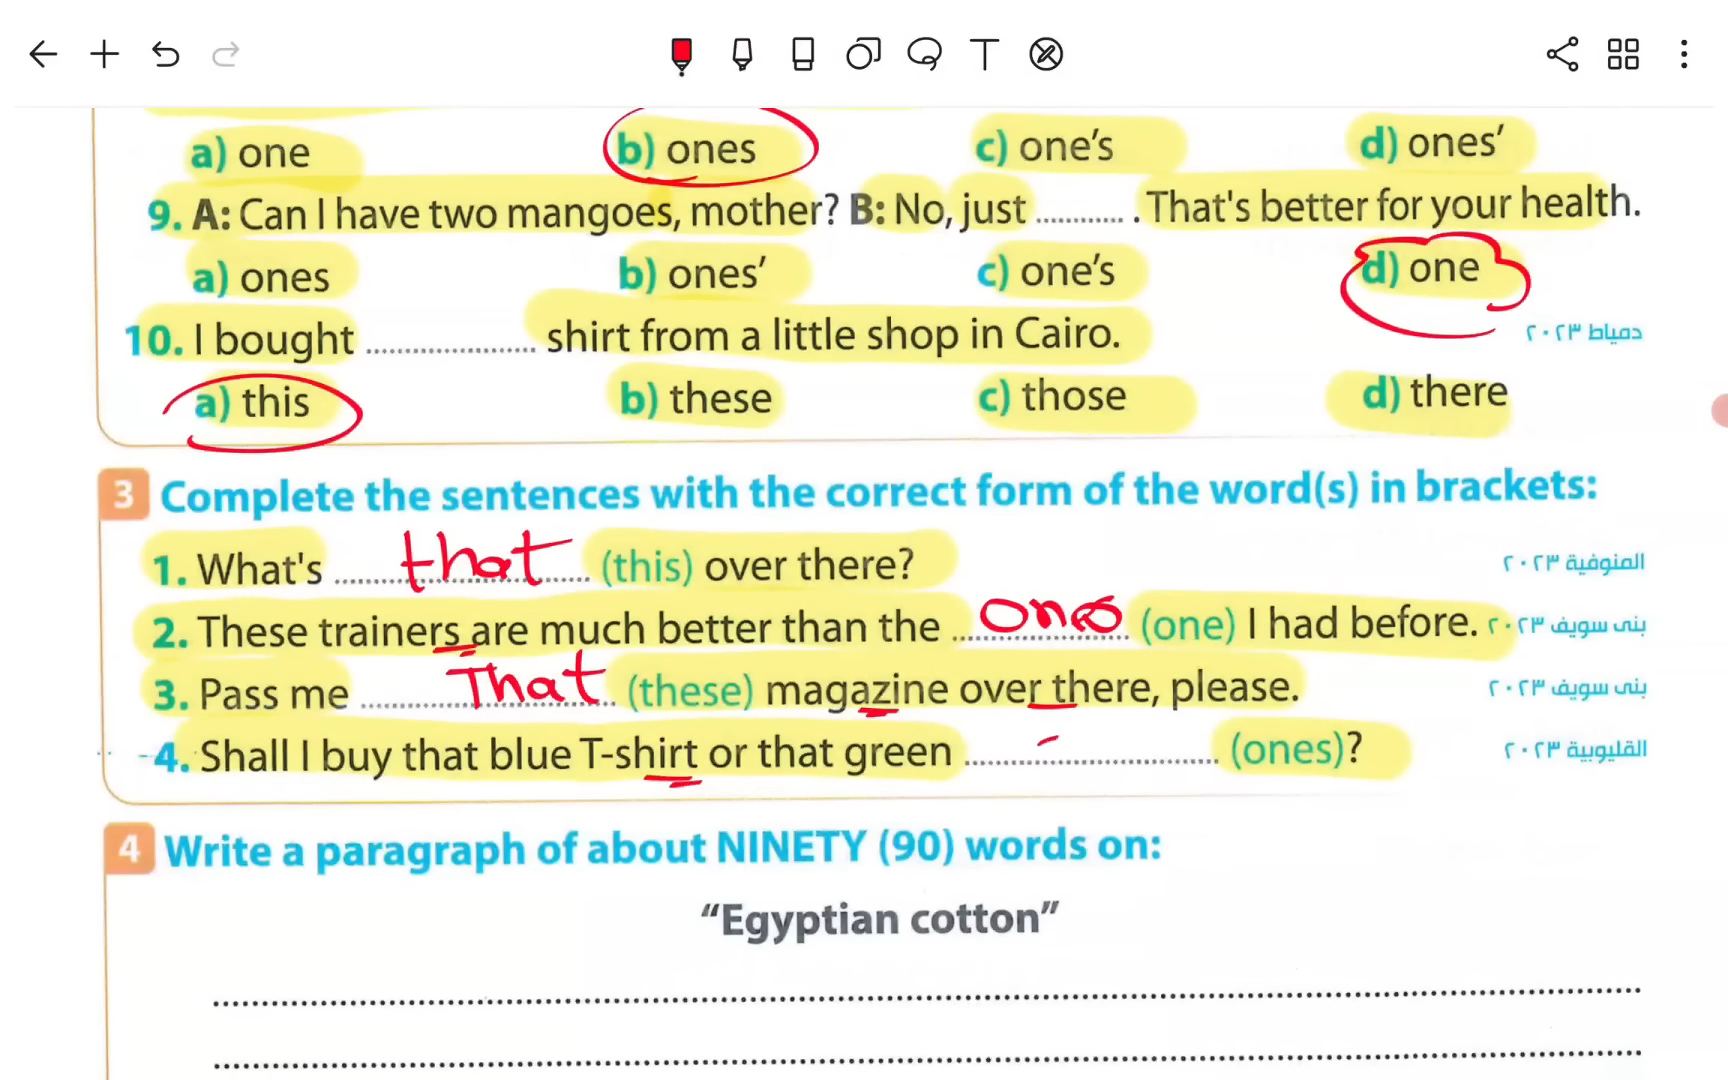 a) one b) ones c) one's d) ones'
9. A: Can I have two mangoes, mother? B: No, just ........... . That's better for your health.
a) ones b) ones' c) one's d) one
10. I bought ..................... shirt from a little shop in Cairo. دمياط ٢٠٢٣
a) this b) these c) those d) there
3 Complete the sentences with the correct form of the word(s) in brackets:
1. What's that (this) over there? المنوفية ٢٠٢٣
2. These trainers are much better than the ones (one) I had before. بنى سويف ٢٠٢٣
3. Pass me That (these) magazine over there, please. بنى سويف ٢٠٢٣
4. Shall I buy that blue T-shirt or that green ................................ (ones)? القليوبية ٢٠٢٣
4 Write a paragraph of about NINETY (90) words on:
"Egyptian cotton"